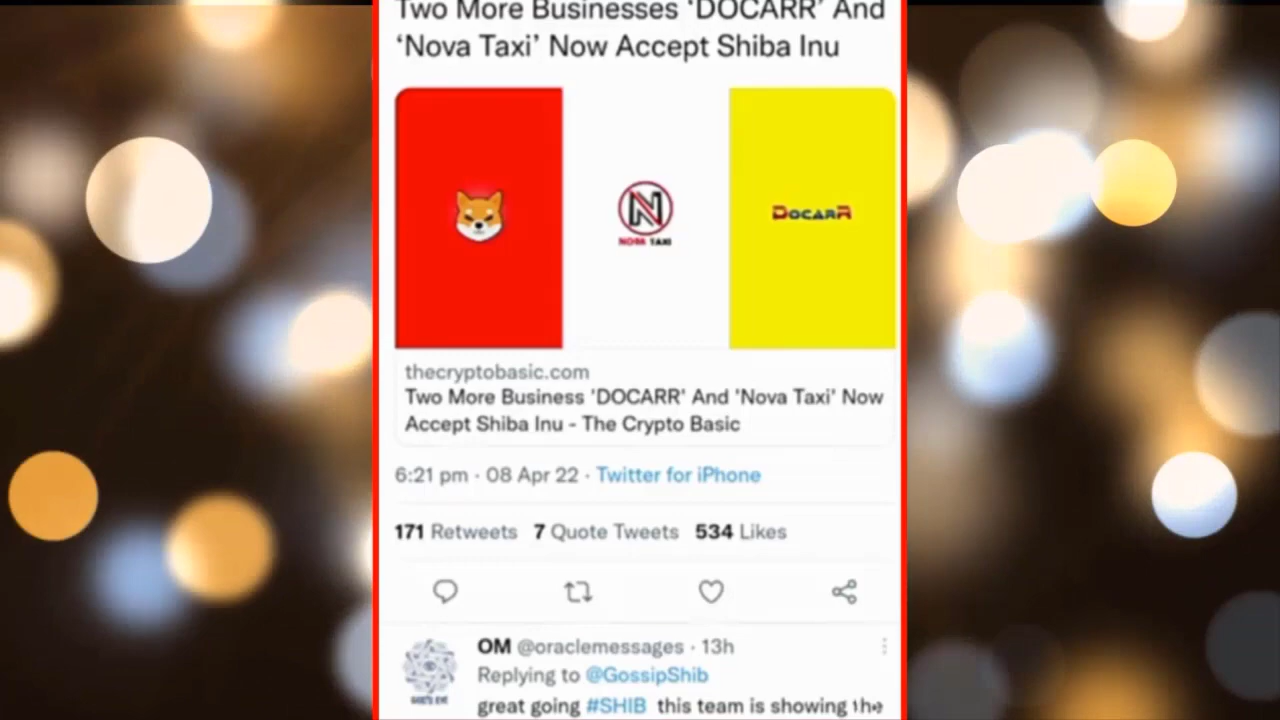 Two More Businesses ‘DOCARR’ And
‘Nova Taxi’ Now Accept Shiba Inu
N
NOVA TAXI
DOCARR
thecryptobasic.com
Two More Business 'DOCARR' And 'Nova Taxi' Now
Accept Shiba Inu - The Crypto Basic
6:21 pm · 08 Apr 22 · Twitter for iPhone
171 Retweets 7 Quote Tweets 534 Likes
OM @oraclemessages · 13h
Replying to @GossipShib
great going #SHIB this team is showing the